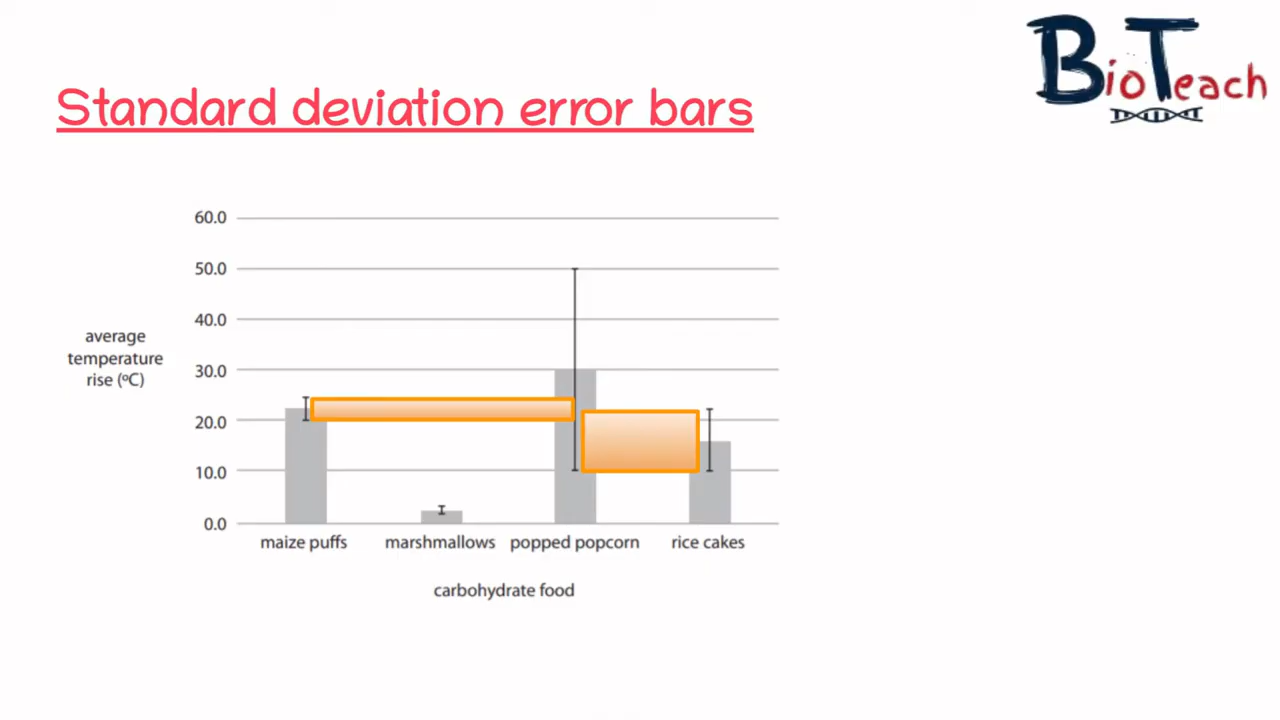 BioTeach
Standard deviation error bars
60.0
50.0
40.0
30.0
20.0
10.0
0.0
average
temperature
rise (ºC)
maize puffs
marshmallows
popped popcorn
rice cakes
carbohydrate food